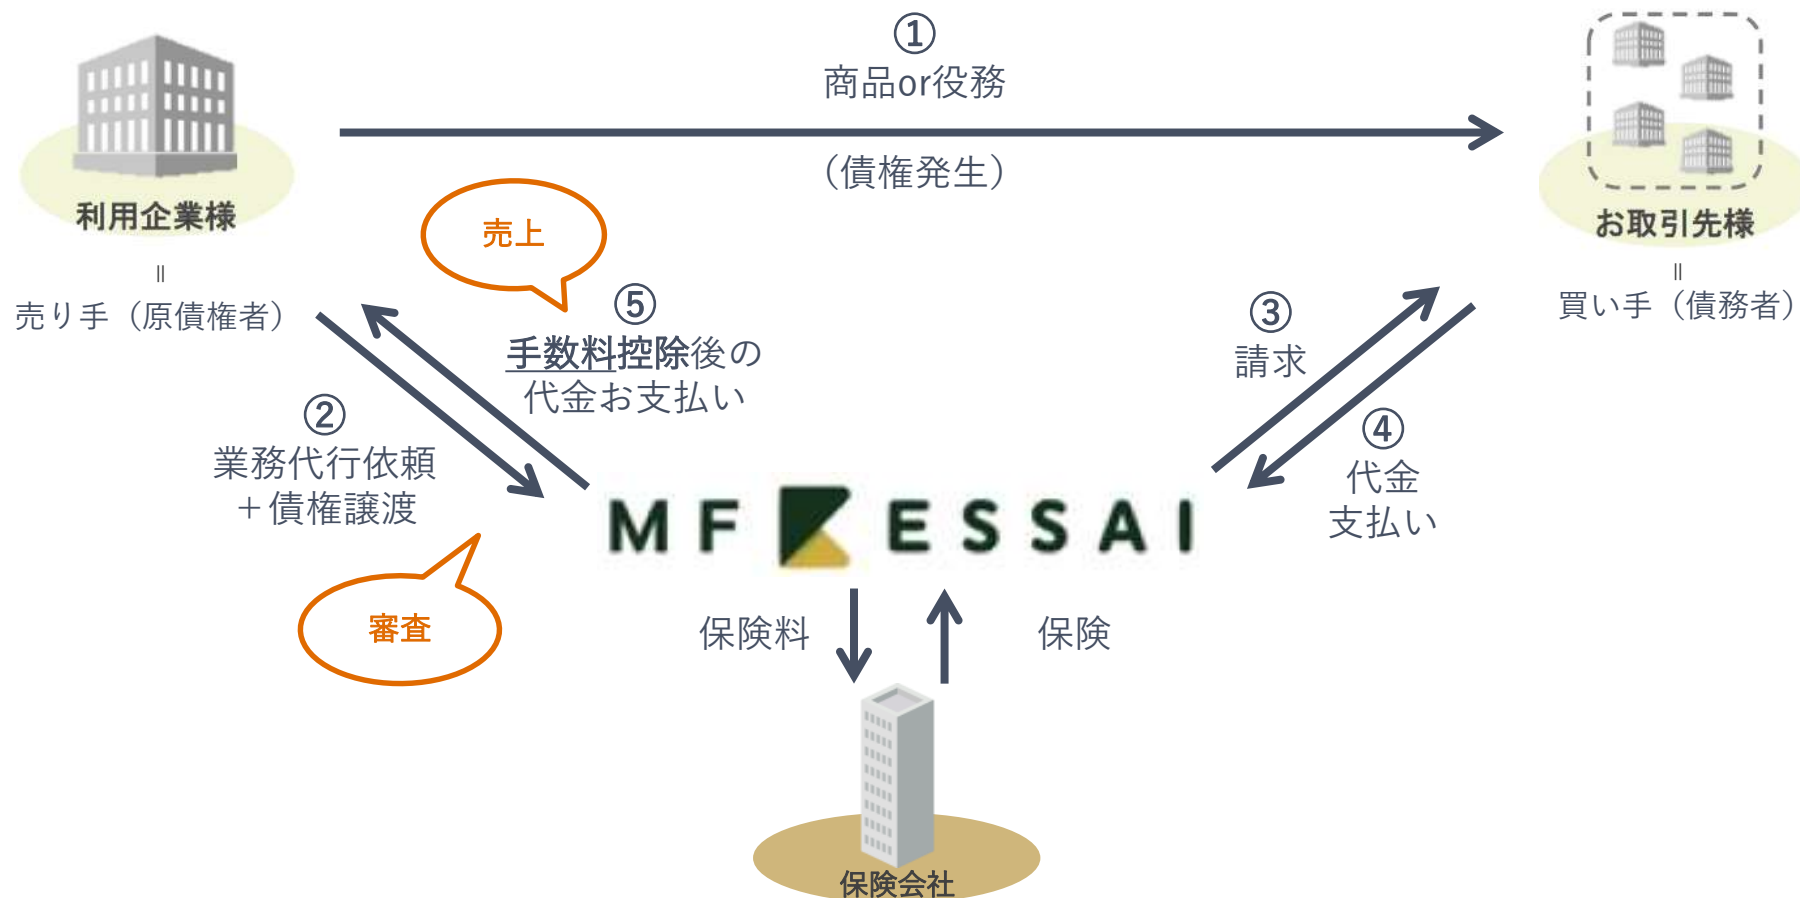 ①
商品or役務
（債権発生）
利用企業様
＝
売り手（原債権者）
お取引先様
＝
買い手（債務者）
売上
⑤
手数料控除後の
代金お支払い
②
業務代行依頼
＋債権譲渡
審査
③
請求
④
代金
支払い
MF KESSAI
保険料
保険
保険会社